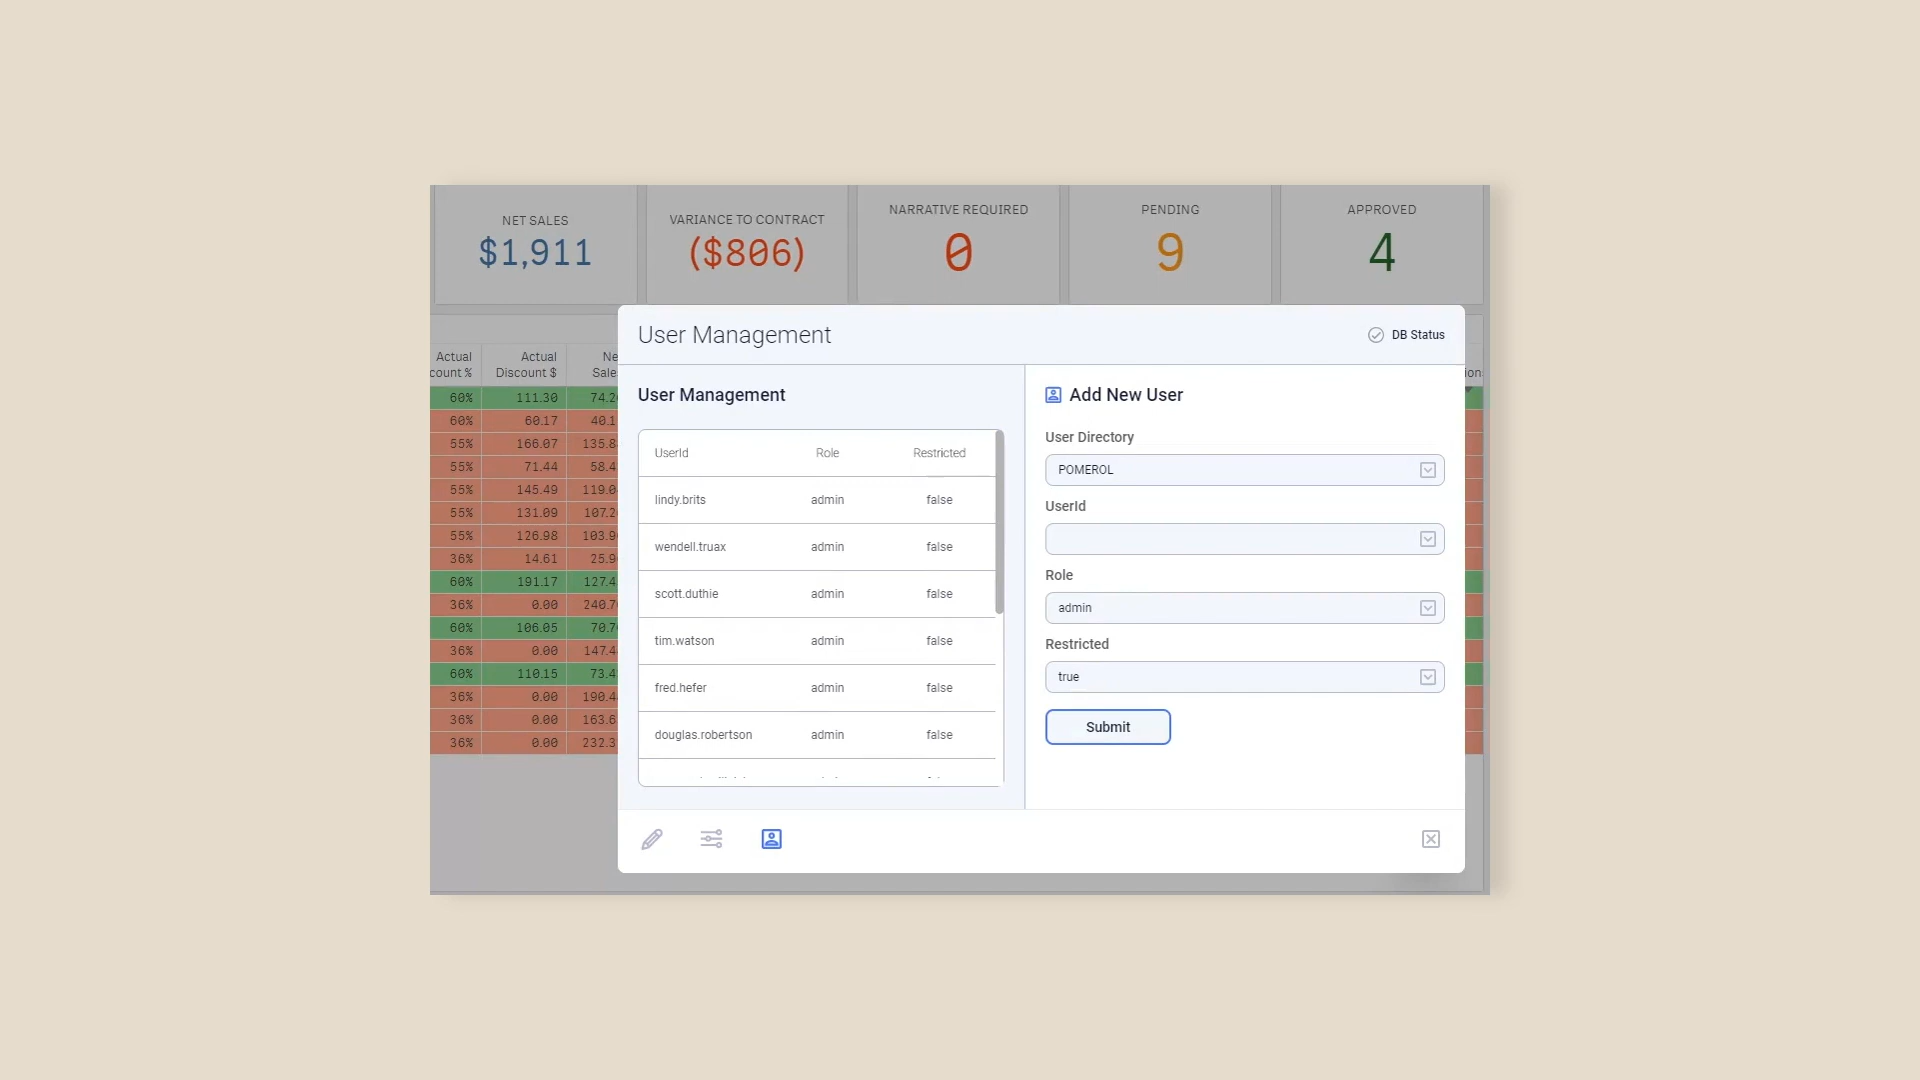 NET SALES
$1,911
VARIANCE TO CONTRACT
($806)
NARRATIVE REQUIRED
0
PENDING
9
APPROVED
4
User Management
DB Status
Actual
Actual
count %
Discount $
60% 111.30
60% 60.17
55% 166.07
55% 71.44
55% 145.49
55% 131.09
55% 126.98
36% 14.61
60% 191.17
36% 0.00
60% 106.05
36% 0.00
60% 110.15
36% 0.00
36% 0.00
36% 0.00
User Management
UserId Role Restricted
lindy.brits admin false
wendell.truax admin false
scott.duthie admin false
tim.watson admin false
fred.hefer admin false
douglas.robertson admin false
Add New User
User Directory
POMEROL
UserId
Role
admin
Restricted
true
Submit